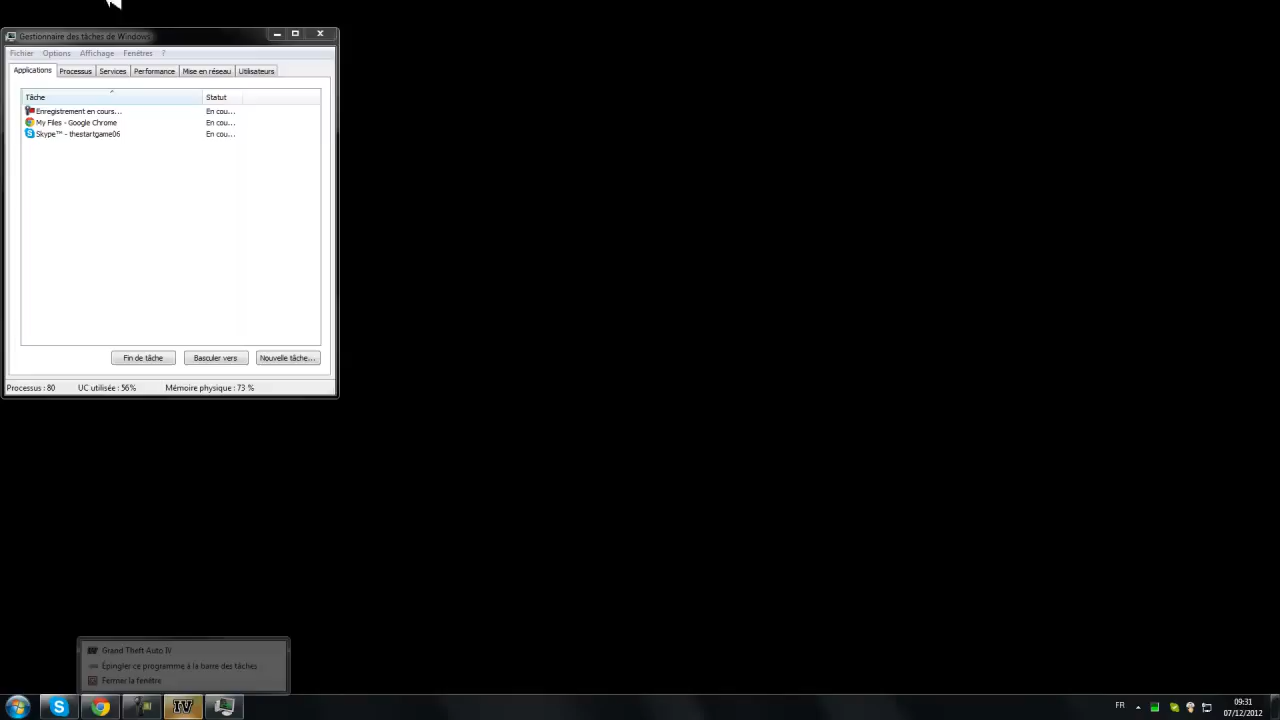 Gestionnaire des tâches de Windows
Fichier Options Affichage Fenêtres ?
Applications Processus Services Performance Mise en réseau Utilisateurs
Tâche Statut
Enregistrement en cours... En cou...
My Files - Google Chrome En cou...
Skype™ - thestartgame06 En cou...
Fin de tâche Basculer vers Nouvelle tâche...
Processus : 80 UC utilisée : 56% Mémoire physique : 73 %
Grand Theft Auto IV
Épingler ce programme à la barre des tâches
Fermer la fenêtre
IV
FR
09:31
07/12/2012